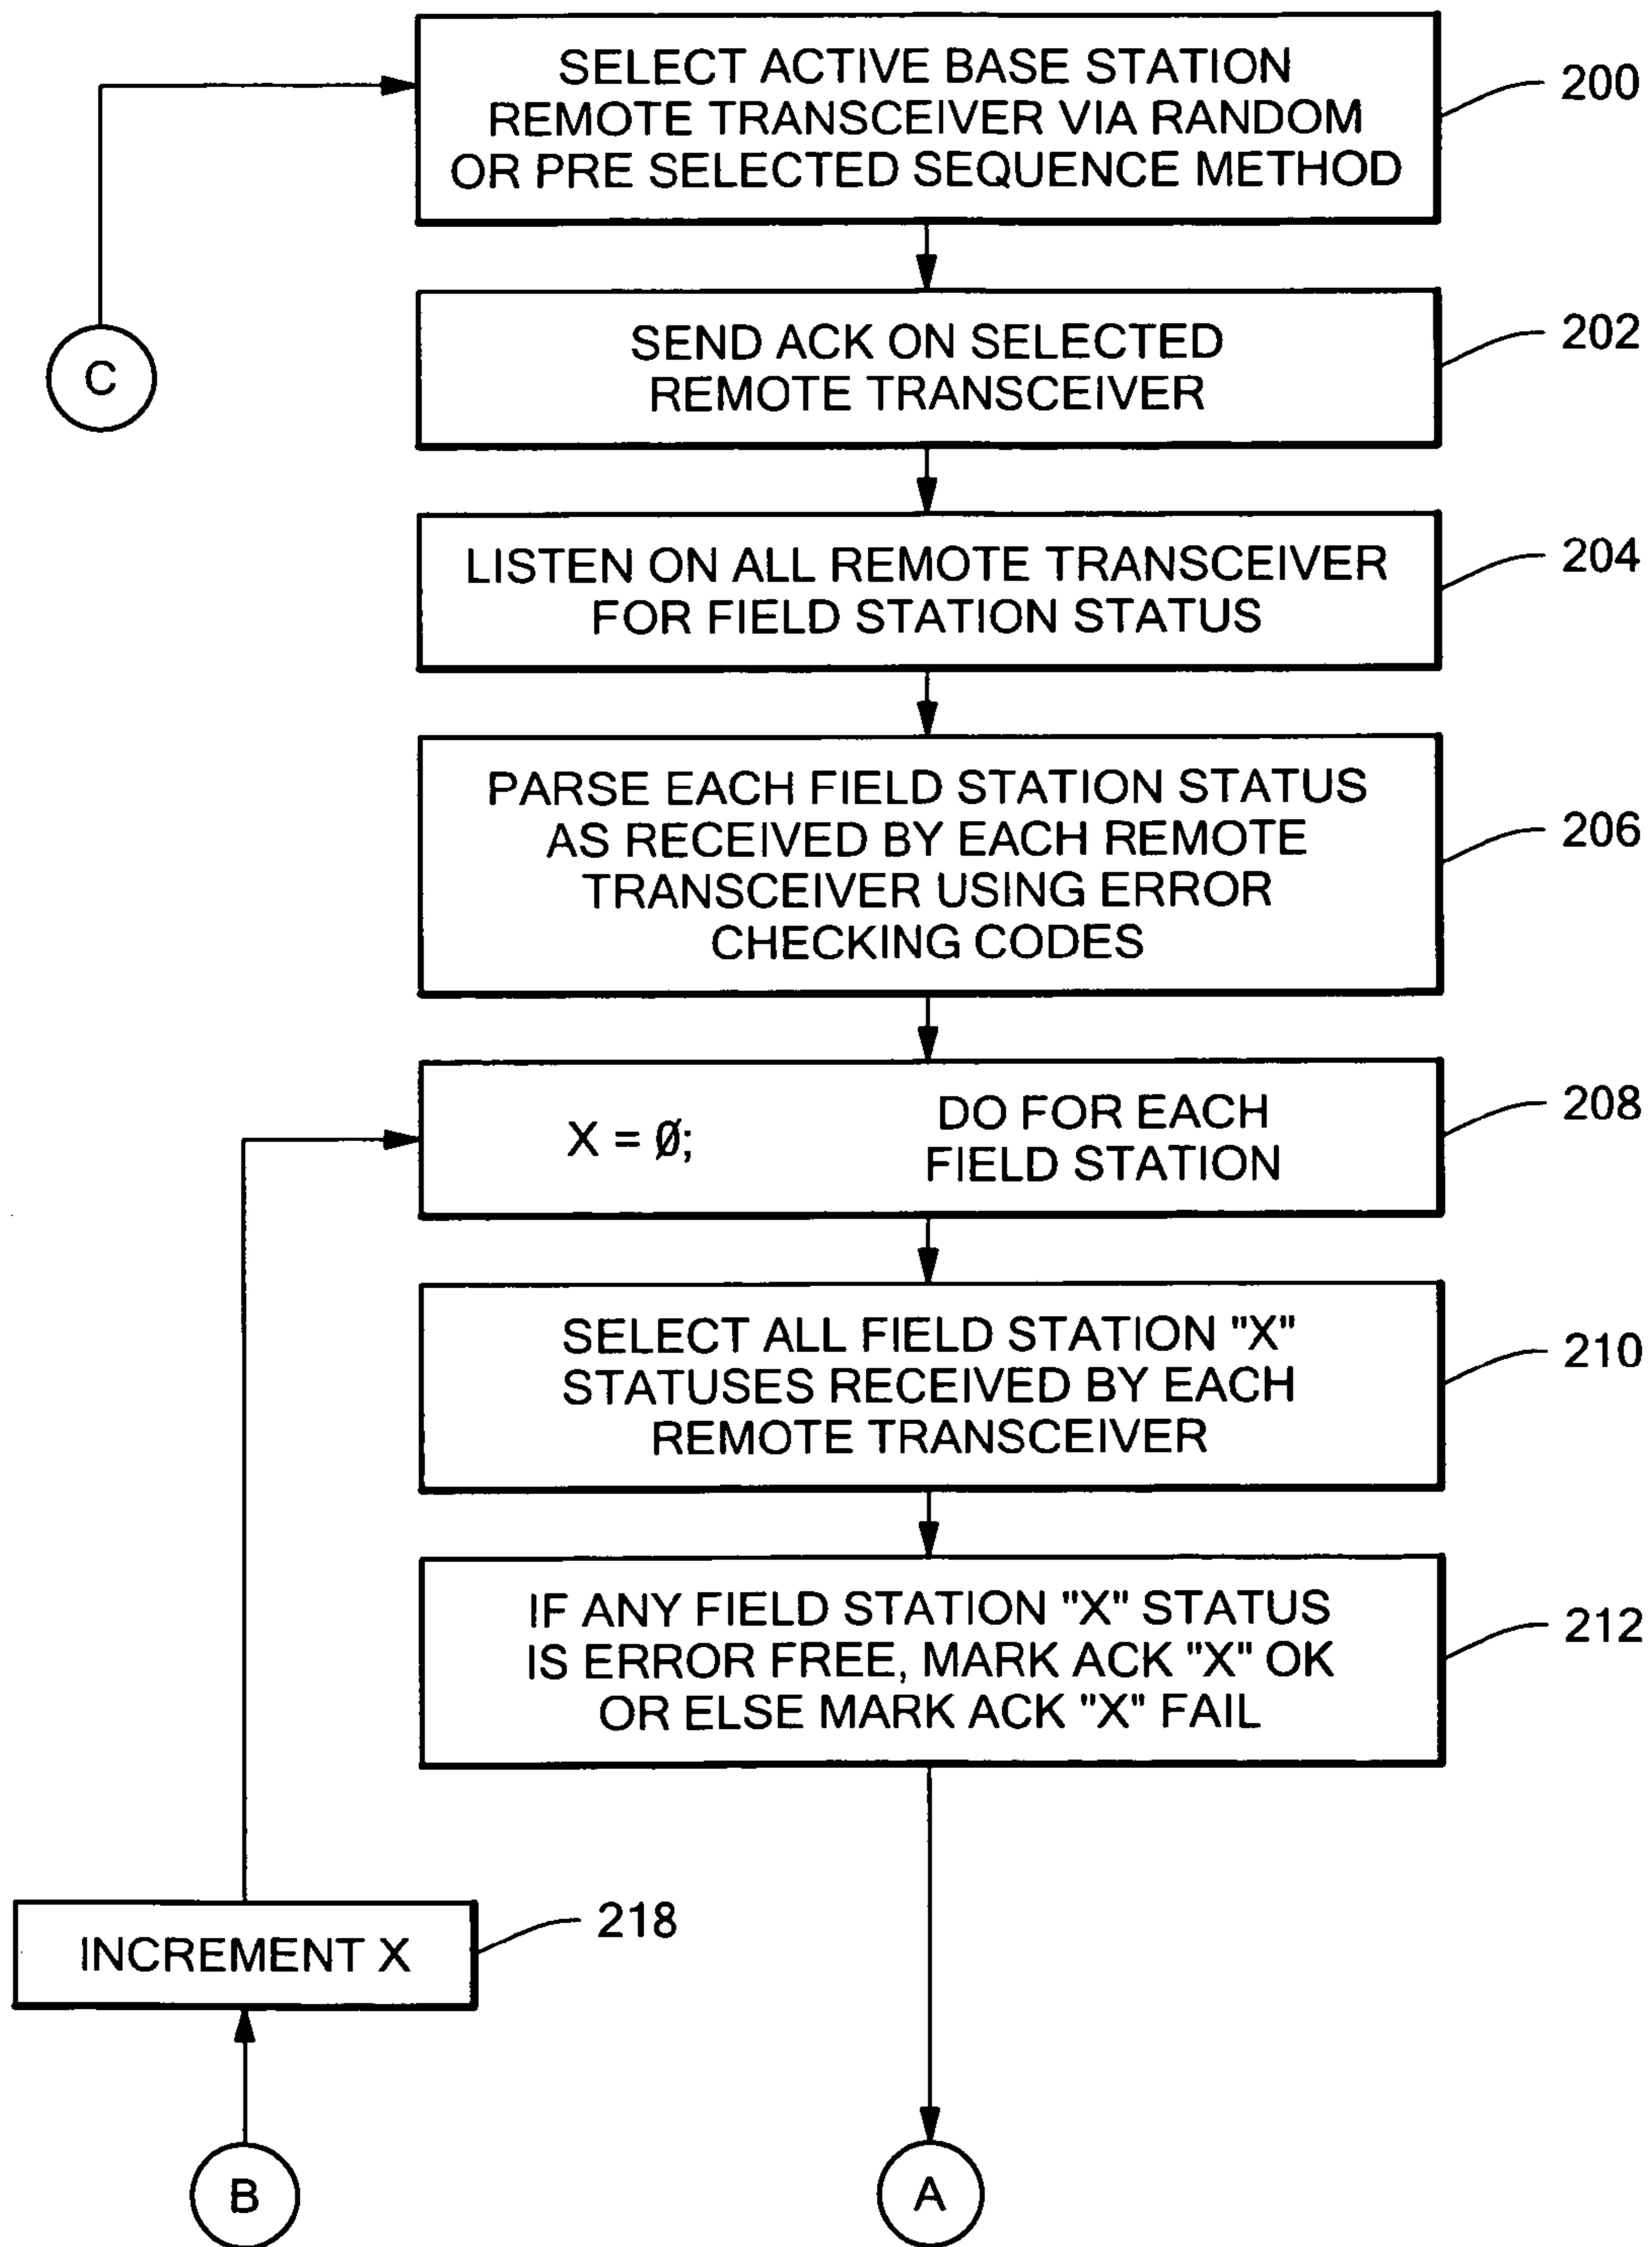 SELECT ACTIVE BASE STATION
REMOTE TRANSCEIVER VIA RANDOM
OR PRE SELECTED SEQUENCE METHOD
200
C
SEND ACK ON SELECTED
REMOTE TRANSCEIVER
202
LISTEN ON ALL REMOTE TRANSCEIVER
FOR FIELD STATION STATUS
204
PARSE EACH FIELD STATION STATUS
AS RECEIVED BY EACH REMOTE
TRANSCEIVER USING ERROR
CHECKING CODES
206
X = Ø;
DO FOR EACH
FIELD STATION
208
SELECT ALL FIELD STATION "X"
STATUSES RECEIVED BY EACH
REMOTE TRANSCEIVER
210
IF ANY FIELD STATION "X" STATUS
IS ERROR FREE, MARK ACK "X" OK
OR ELSE MARK ACK "X" FAIL
212
INCREMENT X
218
B
A